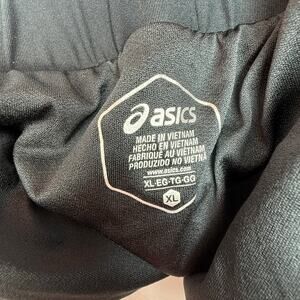 asics
MADE IN VIETNAM
HECHO EN VIETNAM
FABRIQUÉ AU VIETNAM
PRODUZIDO NO VIETNÃ
www.asics.com
XL·EG·TG·GG
XL